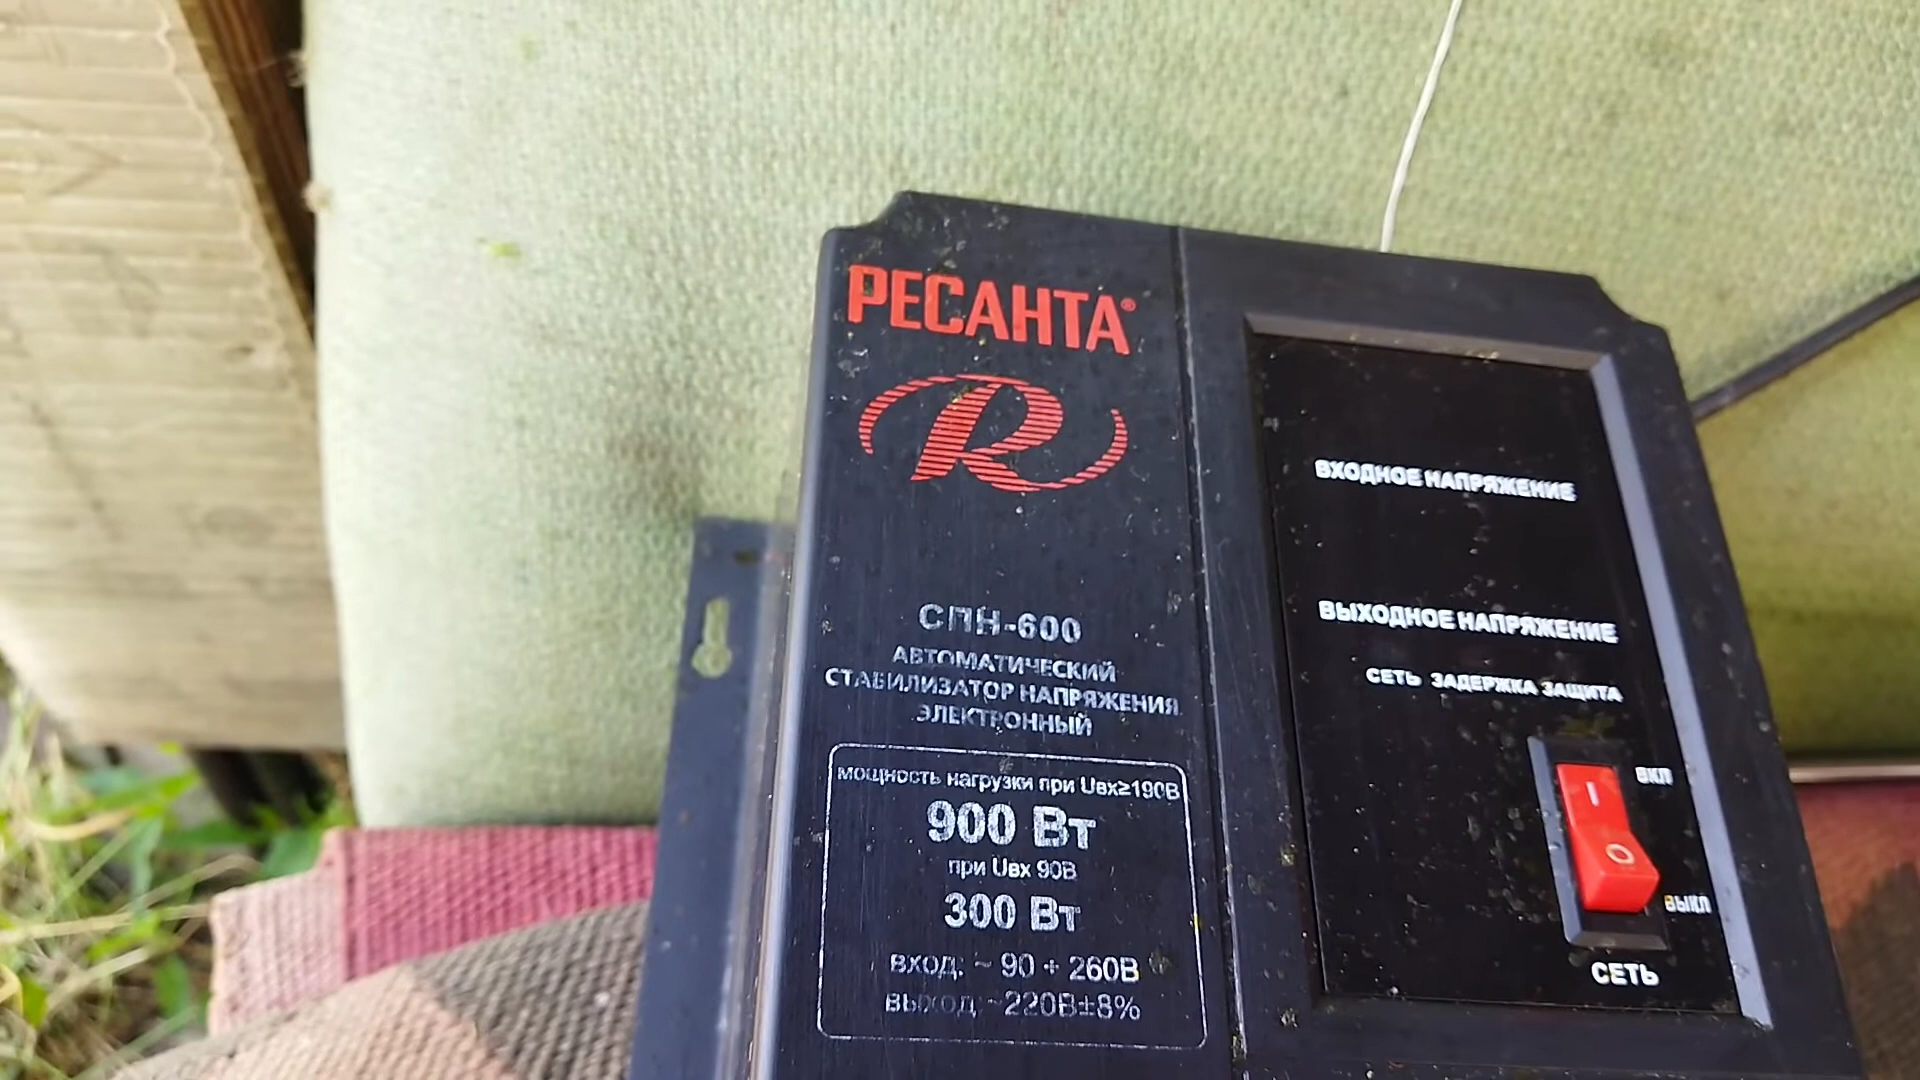 РЕСАНТА®
R
СПН-600
АВТОМАТИЧЕСКИЙ
СТАБИЛИЗАТОР НАПРЯЖЕНИЯ
ЭЛЕКТРОННЫЙ
мощность нагрузки при Uвх≥190В
900 Вт
при Uвх 90В
300 Вт
ВХОД: ~ 90 ÷ 260В
ВЫХОД: ~220В±8%
ВХОДНОЕ НАПРЯЖЕНИЕ
ВЫХОДНОЕ НАПРЯЖЕНИЕ
СЕТЬ ЗАДЕРЖКА ЗАЩИТА
ВКЛ
I
O
ВЫКЛ
СЕТЬ